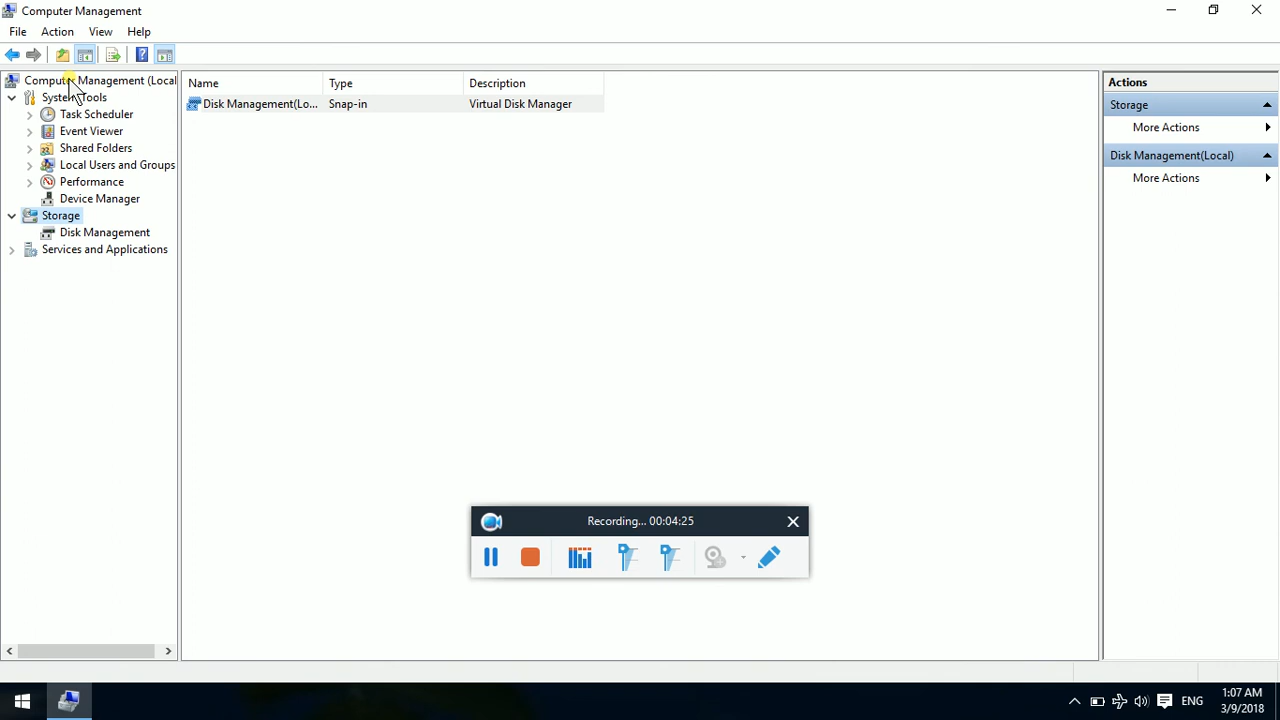 Computer Management
File Action View Help
Computer Management (Local
System Tools
Task Scheduler
Event Viewer
Shared Folders
Local Users and Groups
Performance
Device Manager
Storage
Disk Management
Services and Applications
Name Type Description
Disk Management(Lo... Snap-in Virtual Disk Manager
Actions
Storage
More Actions
Disk Management(Local)
More Actions
Recording... 00:04:25
ENG
1:07 AM
3/9/2018